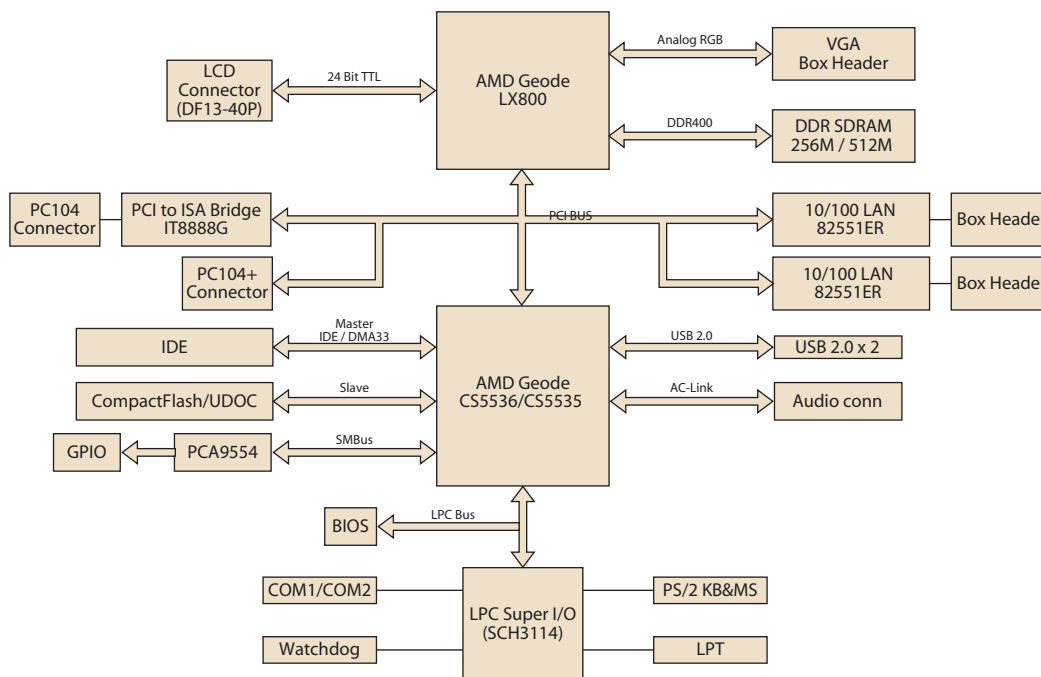 Analog RGB
VGA
Box Header
LCD
Connector
(DF13-40P)
24 Bit TTL
AMD Geode
LX800
DDR400
DDR SDRAM
256M / 512M
PC104
Connector
PCI to ISA Bridge
IT8888G
PCI BUS
10/100 LAN
82551ER
Box Header
PC104+
Connector
10/100 LAN
82551ER
Box Header
IDE
Master
IDE / DMA33
USB 2.0
USB 2.0 x 2
AMD Geode
CS5536/CS5535
CompactFlash/UDOC
Slave
AC-Link
Audio conn
GPIO
PCA9554
SMBus
BIOS
LPC Bus
COM1/COM2
PS/2 KB&MS
LPC Super I/O
(SCH3114)
Watchdog
LPT